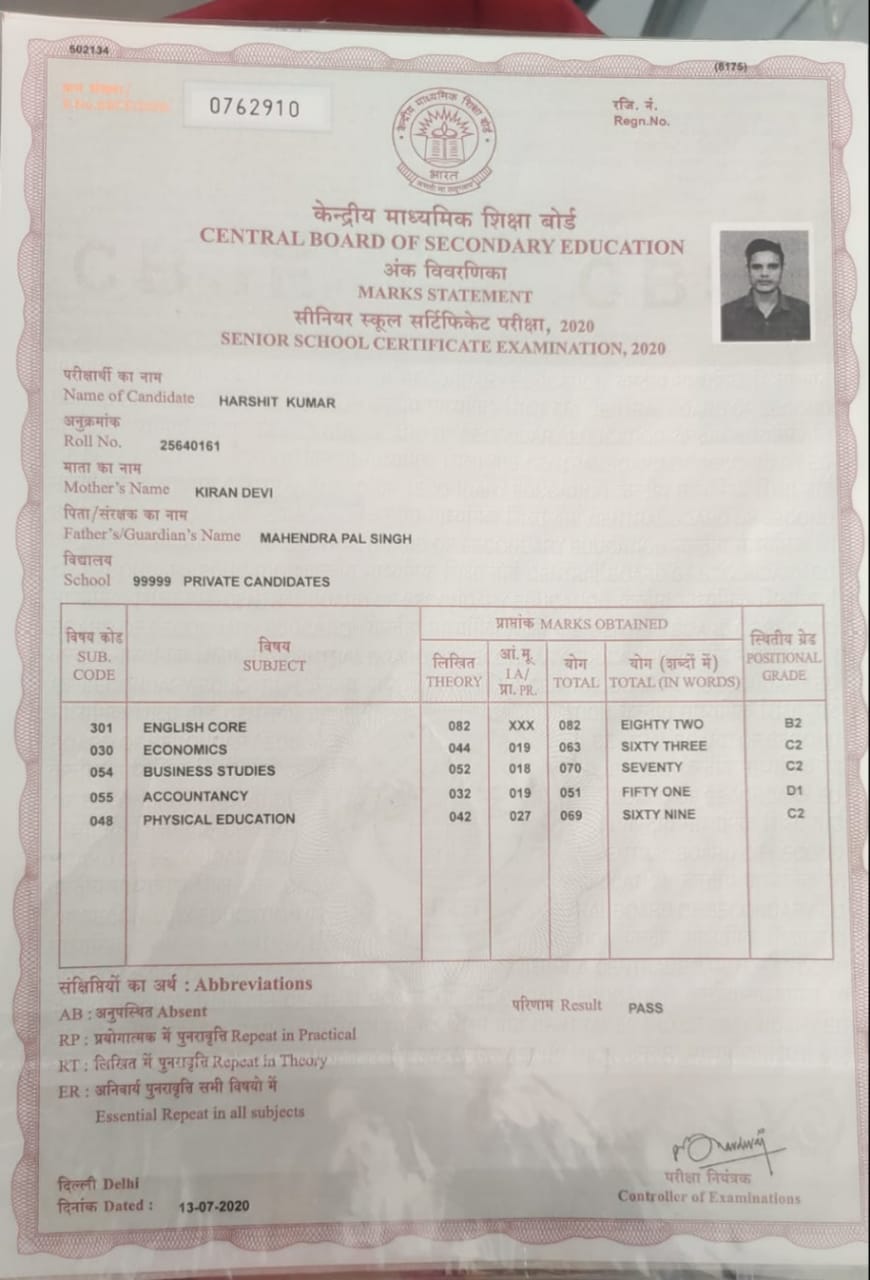 502134
(6175)
0762910
रजि. नं.
Regn.No.
केन्द्रीय माध्यमिक शिक्षा बोर्ड
भारत
केन्द्रीय माध्यमिक शिक्षा बोर्ड
CENTRAL BOARD OF SECONDARY EDUCATION
अंक विवरणिका
MARKS STATEMENT
सीनियर स्कूल सर्टिफिकेट परीक्षा, 2020
SENIOR SCHOOL CERTIFICATE EXAMINATION, 2020
परीक्षार्थी का नाम
Name of Candidate HARSHIT KUMAR
अनुक्रमांक
Roll No. 25640161
माता का नाम
Mother's Name KIRAN DEVI
पिता/संरक्षक का नाम
Father's/Guardian's Name MAHENDRA PAL SINGH
विद्यालय
School 99999 PRIVATE CANDIDATES
विषय कोड SUB. CODE
विषय SUBJECT
प्राप्तांक MARKS OBTAINED
लिखित THEORY
आं.मू. IA/ प्रा. PR.
योग TOTAL
योग (शब्दों में) TOTAL (IN WORDS)
स्थितीय ग्रेड POSITIONAL GRADE
301 ENGLISH CORE 082 XXX 082 EIGHTY TWO B2
030 ECONOMICS 044 019 063 SIXTY THREE C2
054 BUSINESS STUDIES 052 018 070 SEVENTY C2
055 ACCOUNTANCY 032 019 051 FIFTY ONE D1
048 PHYSICAL EDUCATION 042 027 069 SIXTY NINE C2
संक्षिप्तियों का अर्थ : Abbreviations
AB : अनुपस्थित Absent
परिणाम Result PASS
RP : प्रयोगात्मक में पुनरावृत्ति Repeat in Practical
RT : लिखित में पुनरावृत्ति Repeat in Theory
ER : अनिवार्य पुनरावृत्ति सभी विषयो में
Essential Repeat in all subjects
दिल्ली Delhi
दिनांक Dated : 13-07-2020
परीक्षा नियंत्रक
Controller of Examinations